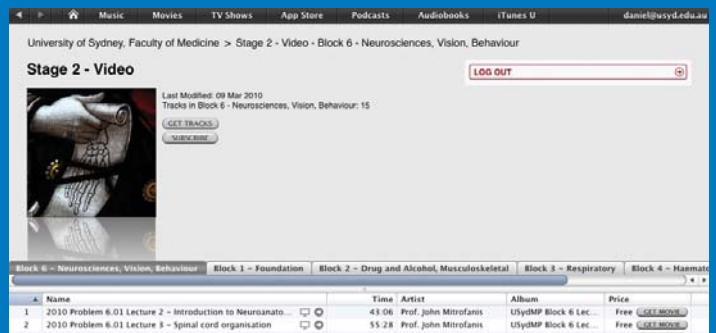 Music Movies TV Shows App Store Podcasts Audiobooks iTunes U daniel@usyd.edu.au
University of Sydney, Faculty of Medicine > Stage 2 - Video - Block 6 - Neurosciences, Vision, Behaviour
Stage 2 - Video
LOG OUT
Last Modified: 09 Mar 2010
Tracks in Block 6 - Neurosciences, Vision, Behaviour: 15
GET TRACKS
SUBSCRIBE
Block 6 - Neurosciences, Vision, Behaviour Block 1 - Foundation Block 2 - Drug and Alcohol, Musculoskeletal Block 3 - Respiratory Block 4 - Haemato
Name Time Artist Album Price
1 2010 Problem 6.01 Lecture 2 - Introduction to Neuroanato... 43:06 Prof. John Mitrofanis USydMP Block 6 Lec... Free GET MOVIE
2 2010 Problem 6.01 Lecture 3 - Spinal cord organisation 55:28 Prof. John Mitrofanis USydMP Block 6 Lec... Free GET MOVIE